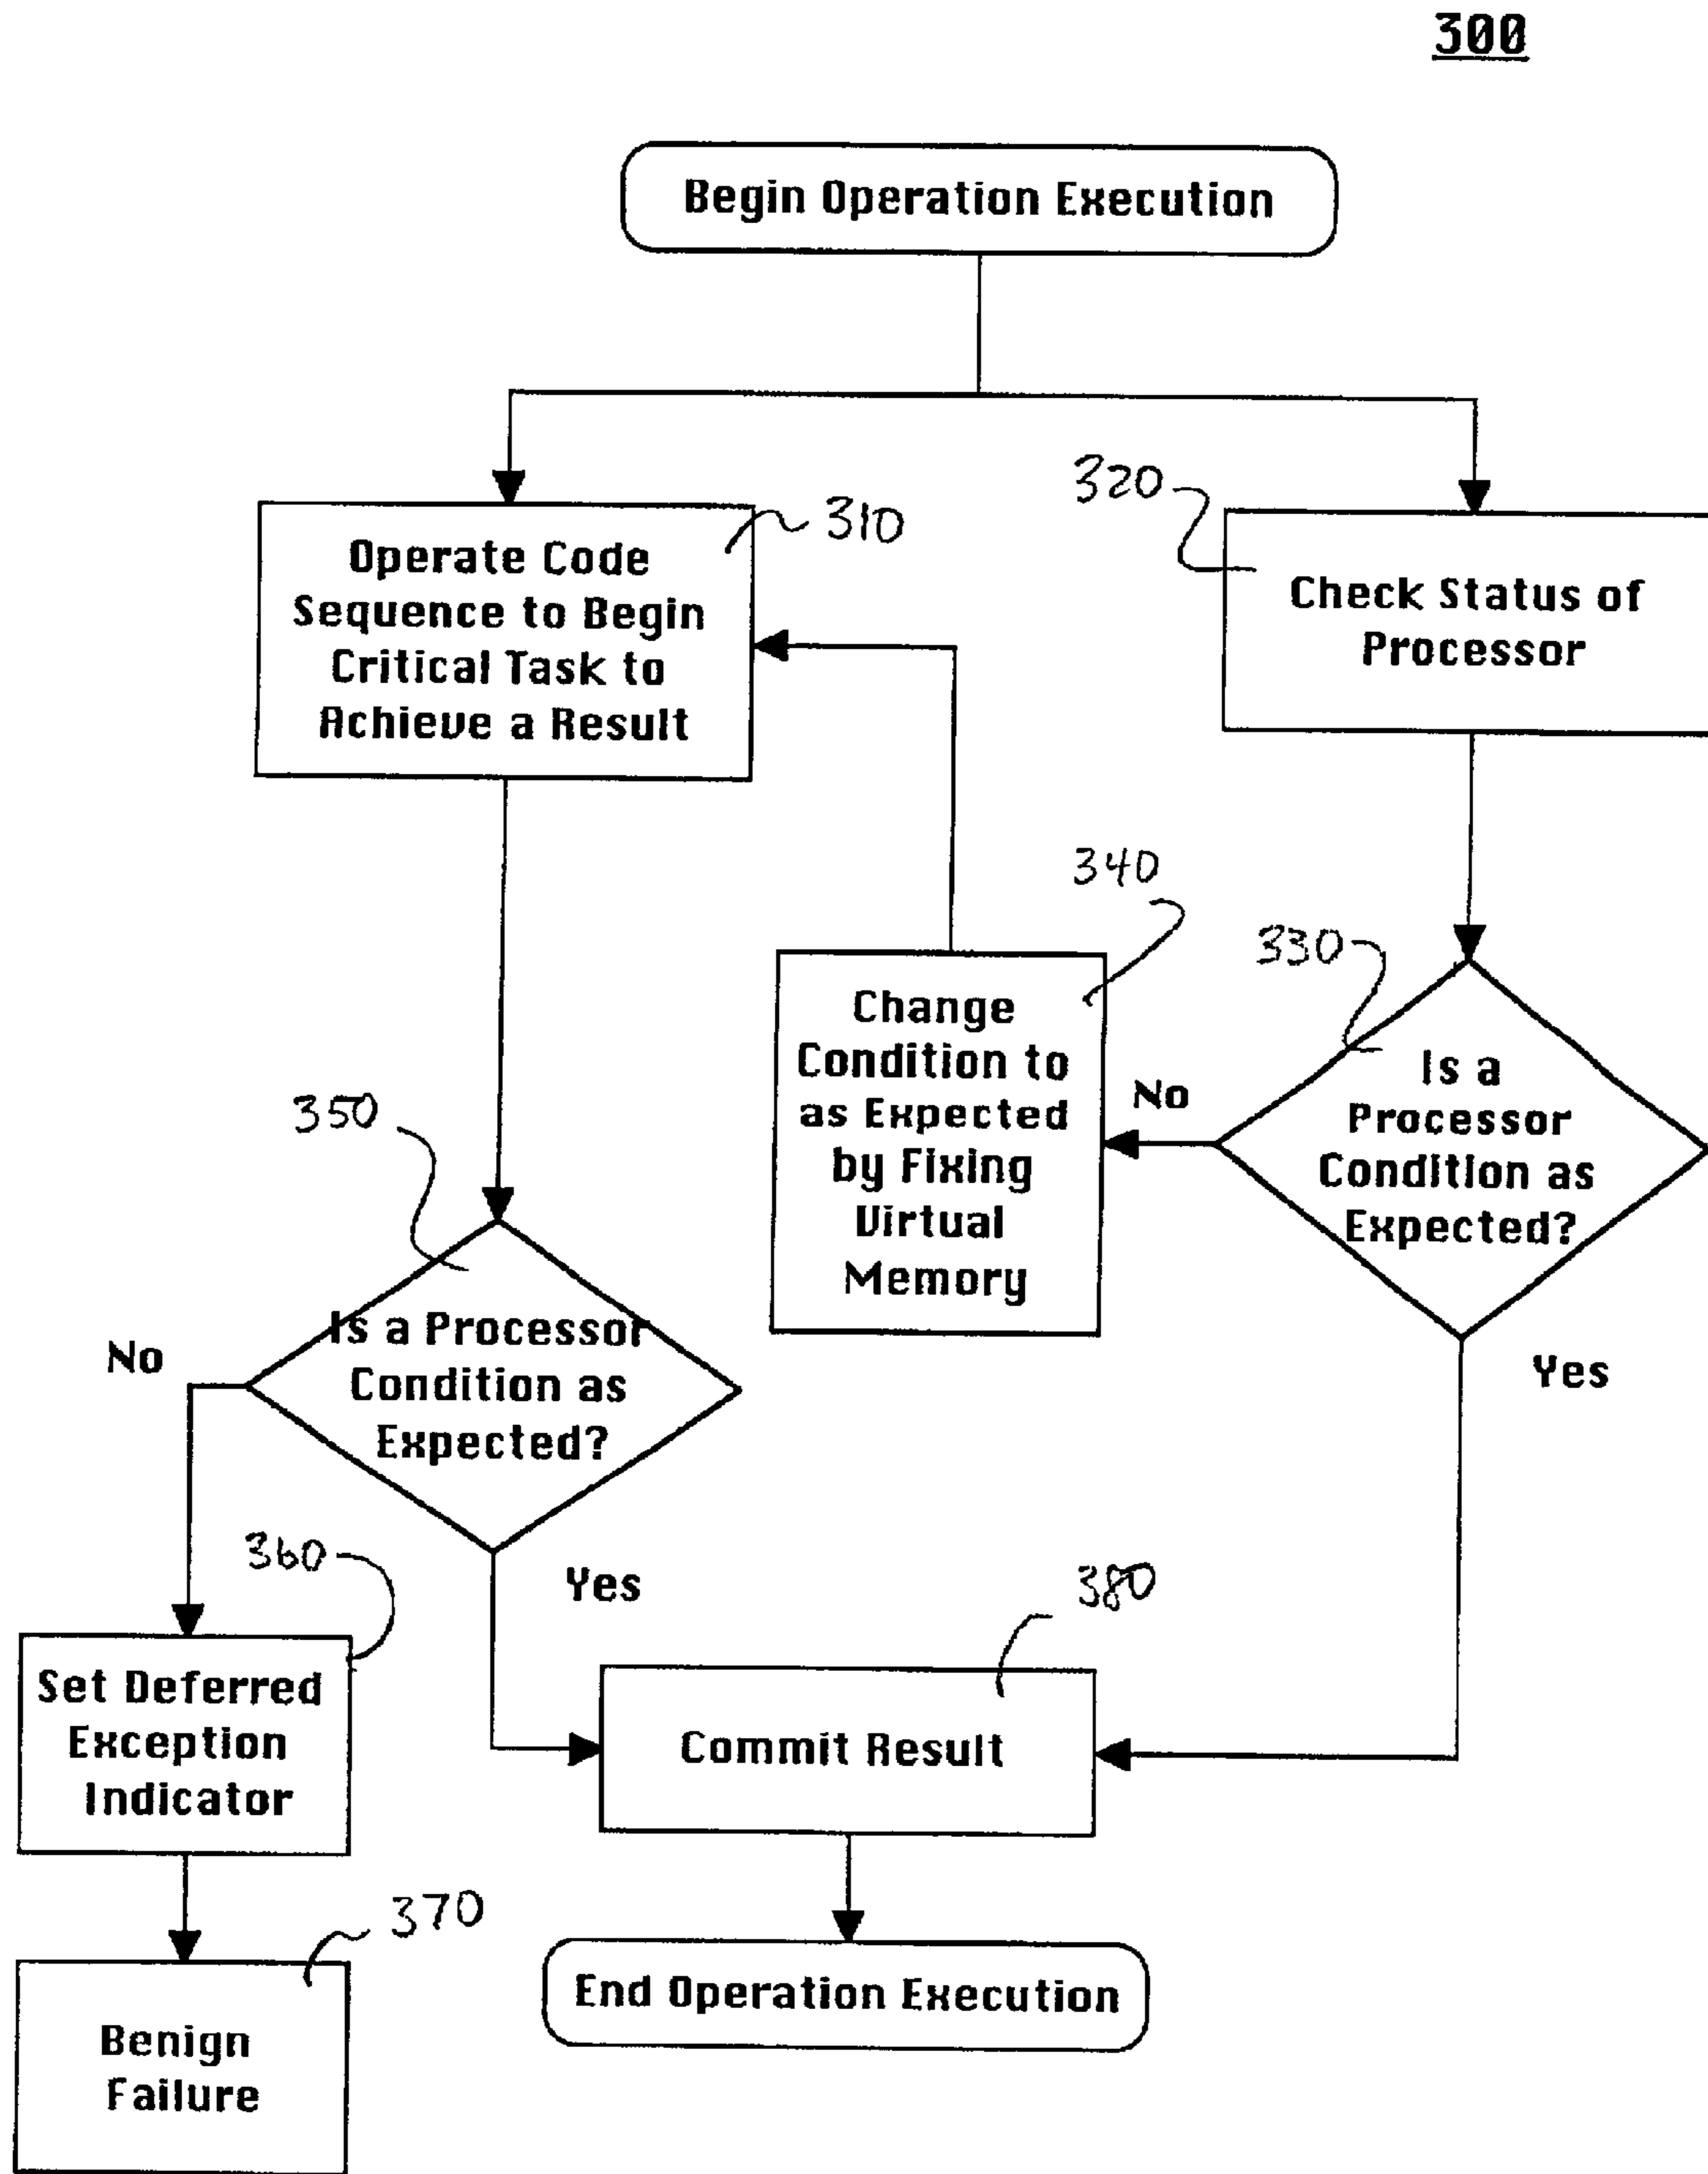 300
Begin Operation Execution
310
Operate Code
Sequence to Begin
Critical Task to
Achieve a Result
320
Check Status of
Processor
340
Change
Condition to
as Expected
by Fixing
Virtual
Memory
330
Is a
Processor
Condition as
Expected?
No
Yes
350
Is a Processor
Condition as
Expected?
No
Yes
360
Set Deferred
Exception
Indicator
380
Commit Result
370
Benign
Failure
End Operation Execution